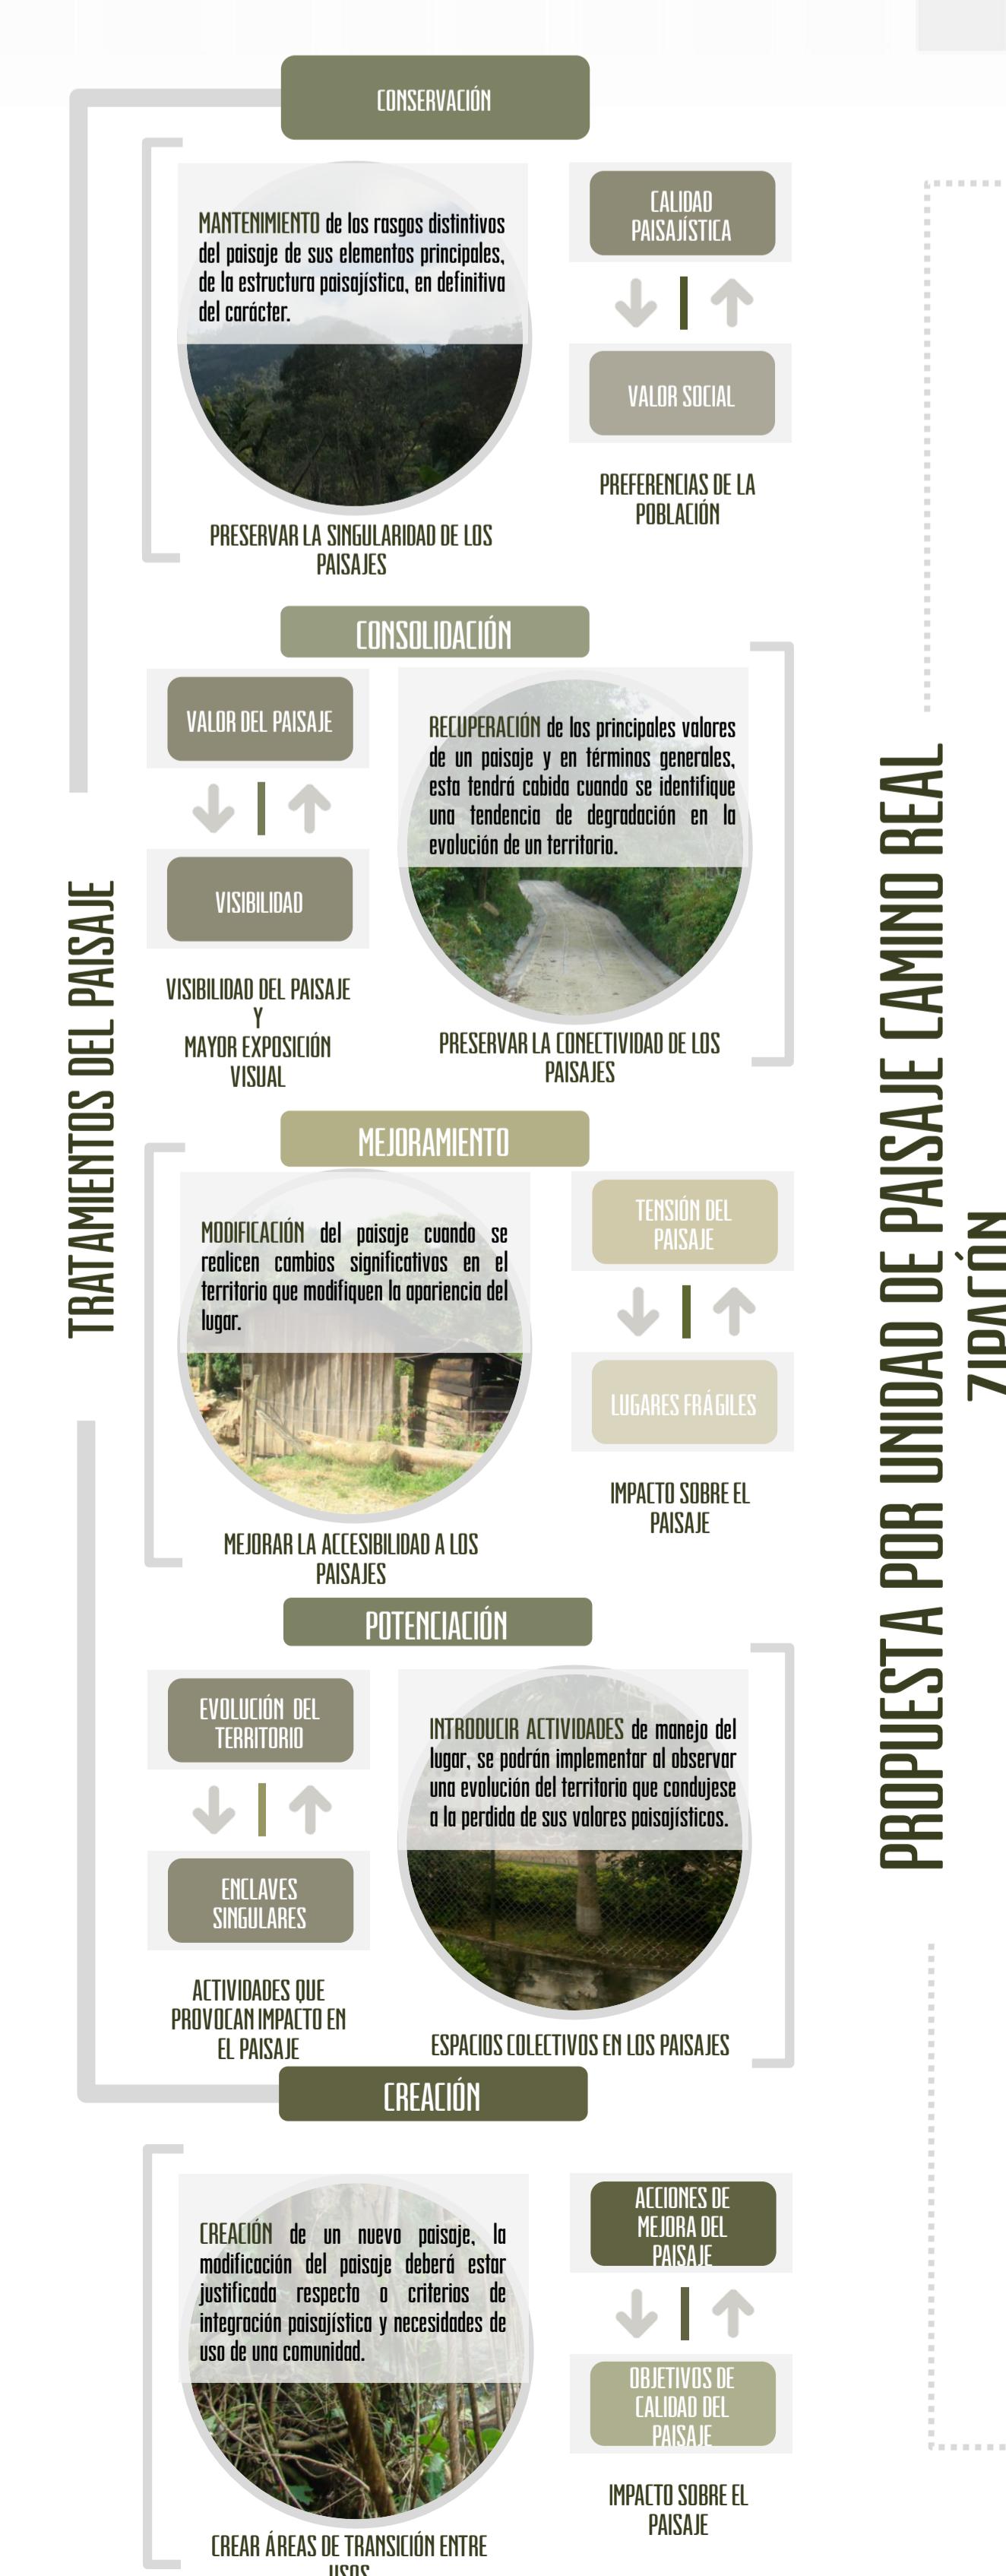 CONSERVACIÓN
MANTENIMIENTO de los rasgos distintivos
del paisaje de sus elementos principales,
de la estructura paisajística, en definitiva
del carácter.
PRESERVAR LA SINGULARIDAD DE LOS
PAISAJES
CALIDAD
PAISAJÍSTICA
VALOR SOCIAL
PREFERENCIAS DE LA
POBLACIÓN
CONSOLIDACIÓN
VALOR DEL PAISAJE
VISIBILIDAD
VISIBILIDAD DEL PAISAJE
Y
MAYOR EXPOSICIÓN
VISUAL
RECUPERACIÓN de los principales valores
de un paisaje y en términos generales,
esta tendrá cabida cuando se identifique
una tendencia de degradación en la
evolución de un territorio.
PRESERVAR LA CONECTIVIDAD DE LOS
PAISAJES
TRATAMIENTOS DEL PAISAJE
MEJORAMIENTO
MODIFICACIÓN del paisaje cuando se
realicen cambios significativos en el
territorio que modifiquen la apariencia del
lugar.
MEJORAR LA ACCESIBILIDAD A LOS
PAISAJES
TENSIÓN DEL
PAISAJE
LUGARES FRÁGILES
IMPACTO SOBRE EL
PAISAJE
POTENCIACIÓN
EVOLUCIÓN DEL
TERRITORIO
ENCLAVES
SINGULARES
ACTIVIDADES QUE
PROVOCAN IMPACTO EN
EL PAISAJE
INTRODUCIR ACTIVIDADES de manejo del
lugar, se podrán implementar al observar
una evolución del territorio que condujese
a la perdida de sus valores paisajísticos.
ESPACIOS COLECTIVOS EN LOS PAISAJES
CREACIÓN
CREACIÓN de un nuevo paisaje, la
modificación del paisaje deberá estar
justificada respecto o criterios de
integración paisajística y necesidades de
uso de una comunidad.
CREAR ÁREAS DE TRANSICIÓN ENTRE
USOS
ACCIONES DE
MEJORA DEL
PAISAJE
OBJETIVOS DE
CALIDAD DEL
PAISAJE
IMPACTO SOBRE EL
PAISAJE
PROPUESTA POR UNIDAD DE PAISAJE CAMINO REAL
ZIPACÓN